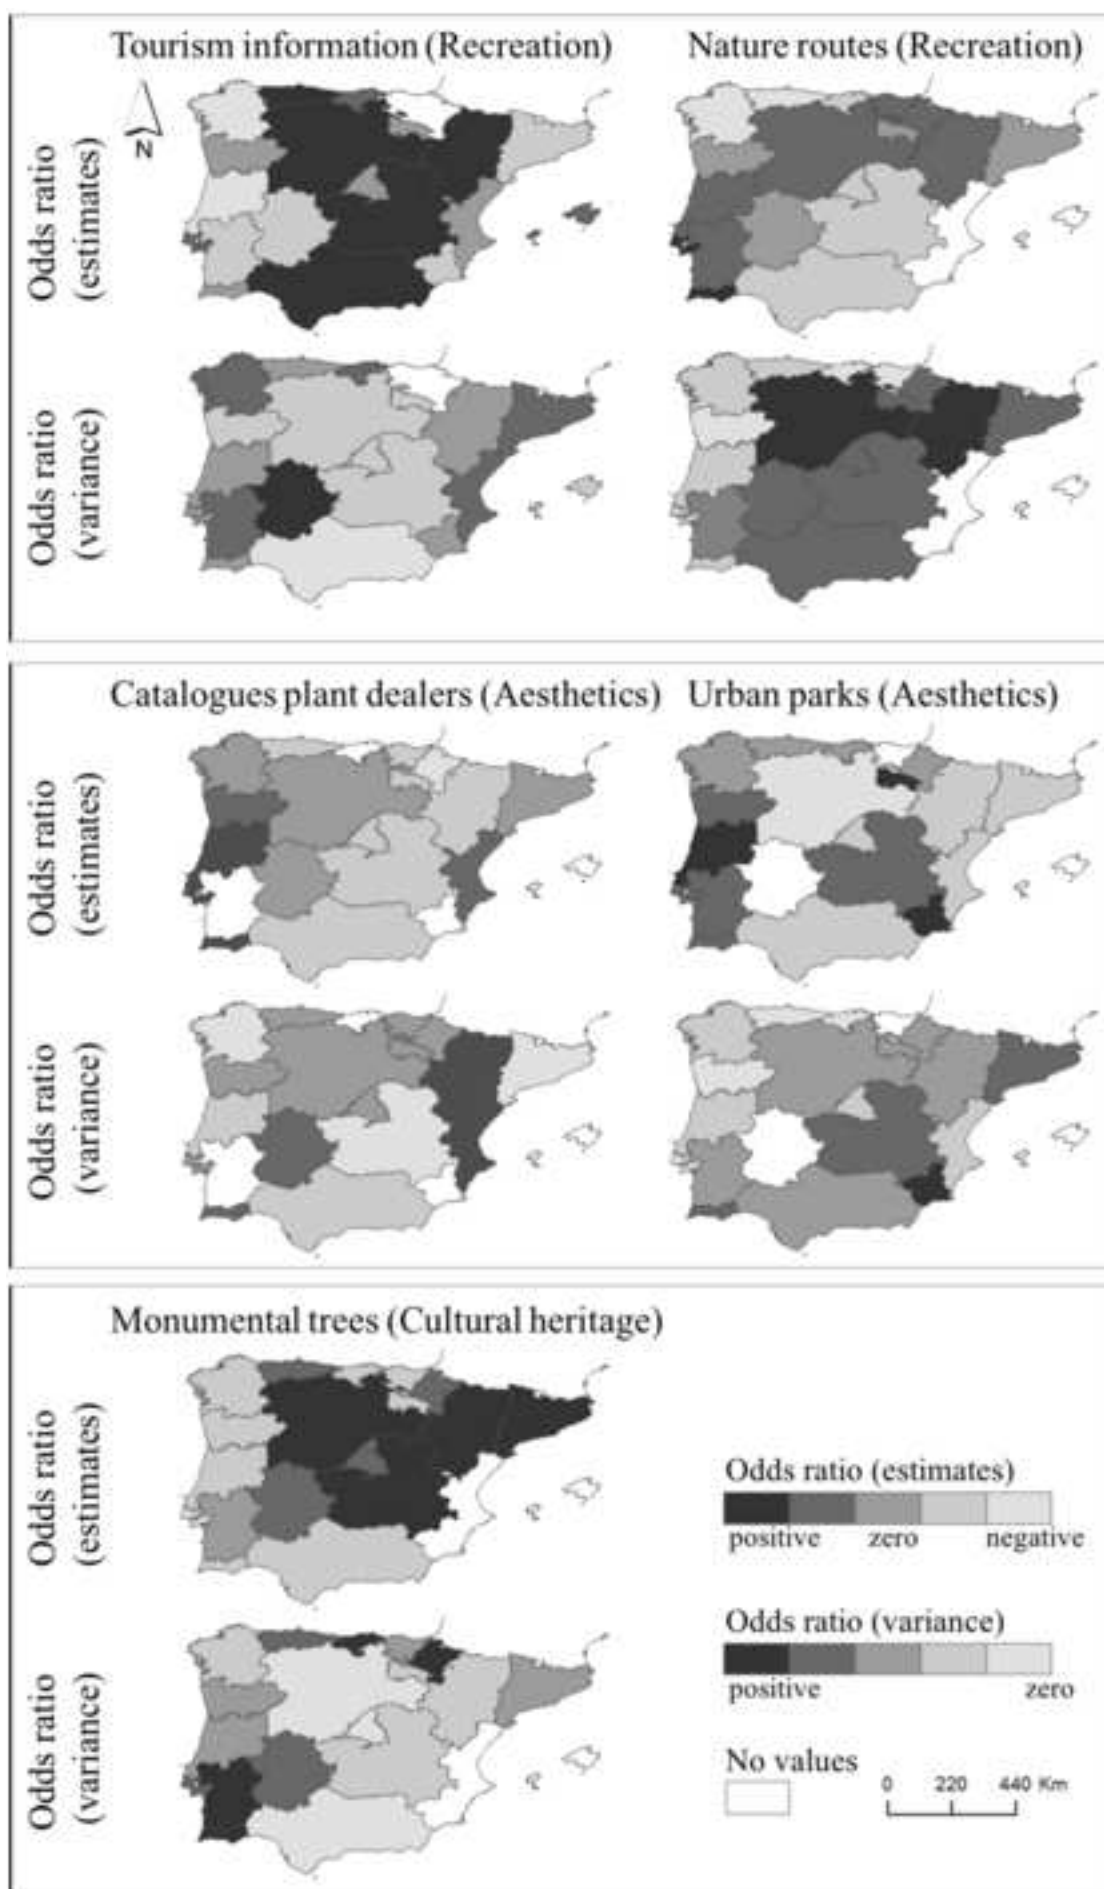 Tourism information (Recreation)
Nature routes (Recreation)
N
Odds ratio
(estimates)
Odds ratio
(variance)
Catalogues plant dealers (Aesthetics)
Urban parks (Aesthetics)
Odds ratio
(estimates)
Odds ratio
(variance)
Monumental trees (Cultural heritage)
Odds ratio
(estimates)
Odds ratio
(variance)
Odds ratio (estimates)
positive zero negative
Odds ratio (variance)
positive zero
No values
0 220 440 Km